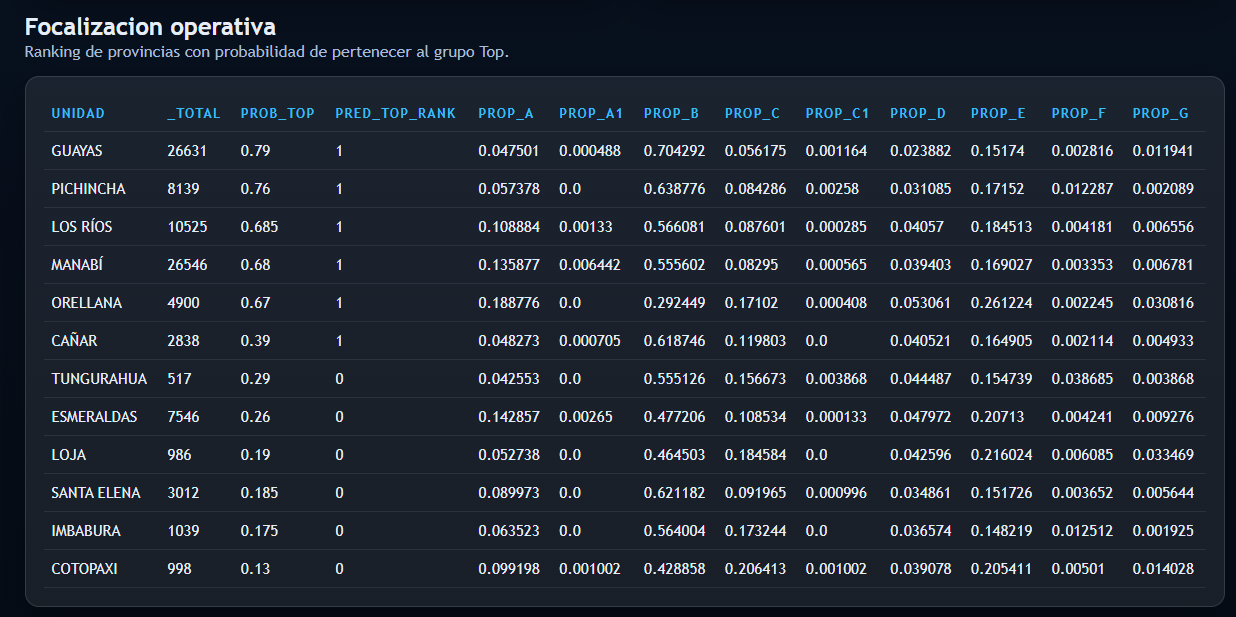 Focalizacion operativa
Ranking de provincias con probabilidad de pertenecer al grupo Top.
UNIDAD _TOTAL PROB_TOP PRED_TOP_RANK PROP_A PROP_A1 PROP_B PROP_C PROP_C1 PROP_D PROP_E PROP_F PROP_G
GUAYAS 26631 0.79 1 0.047501 0.000488 0.704292 0.056175 0.001164 0.023882 0.15174 0.002816 0.011941
PICHINCHA 8139 0.76 1 0.057378 0.0 0.638776 0.084286 0.00258 0.031085 0.17152 0.012287 0.002089
LOS RÍOS 10525 0.685 1 0.108884 0.00133 0.566081 0.087601 0.000285 0.04057 0.184513 0.004181 0.006556
MANABÍ 26546 0.68 1 0.135877 0.006442 0.555602 0.08295 0.000565 0.039403 0.169027 0.003353 0.006781
ORELLANA 4900 0.67 1 0.188776 0.0 0.292449 0.17102 0.000408 0.053061 0.261224 0.002245 0.030816
CAÑAR 2838 0.39 1 0.048273 0.000705 0.618746 0.119803 0.0 0.040521 0.164905 0.002114 0.004933
TUNGURAHUA 517 0.29 0 0.042553 0.0 0.555126 0.156673 0.003868 0.044487 0.154739 0.038685 0.003868
ESMERALDAS 7546 0.26 0 0.142857 0.00265 0.477206 0.108534 0.000133 0.047972 0.20713 0.004241 0.009276
LOJA 986 0.19 0 0.052738 0.0 0.464503 0.184584 0.0 0.042596 0.216024 0.006085 0.033469
SANTA ELENA 3012 0.185 0 0.089973 0.0 0.621182 0.091965 0.000996 0.034861 0.151726 0.003652 0.005644
IMBABURA 1039 0.175 0 0.063523 0.0 0.564004 0.173244 0.0 0.036574 0.148219 0.012512 0.001925
COTOPAXI 998 0.13 0 0.099198 0.001002 0.428858 0.206413 0.001002 0.039078 0.205411 0.00501 0.014028